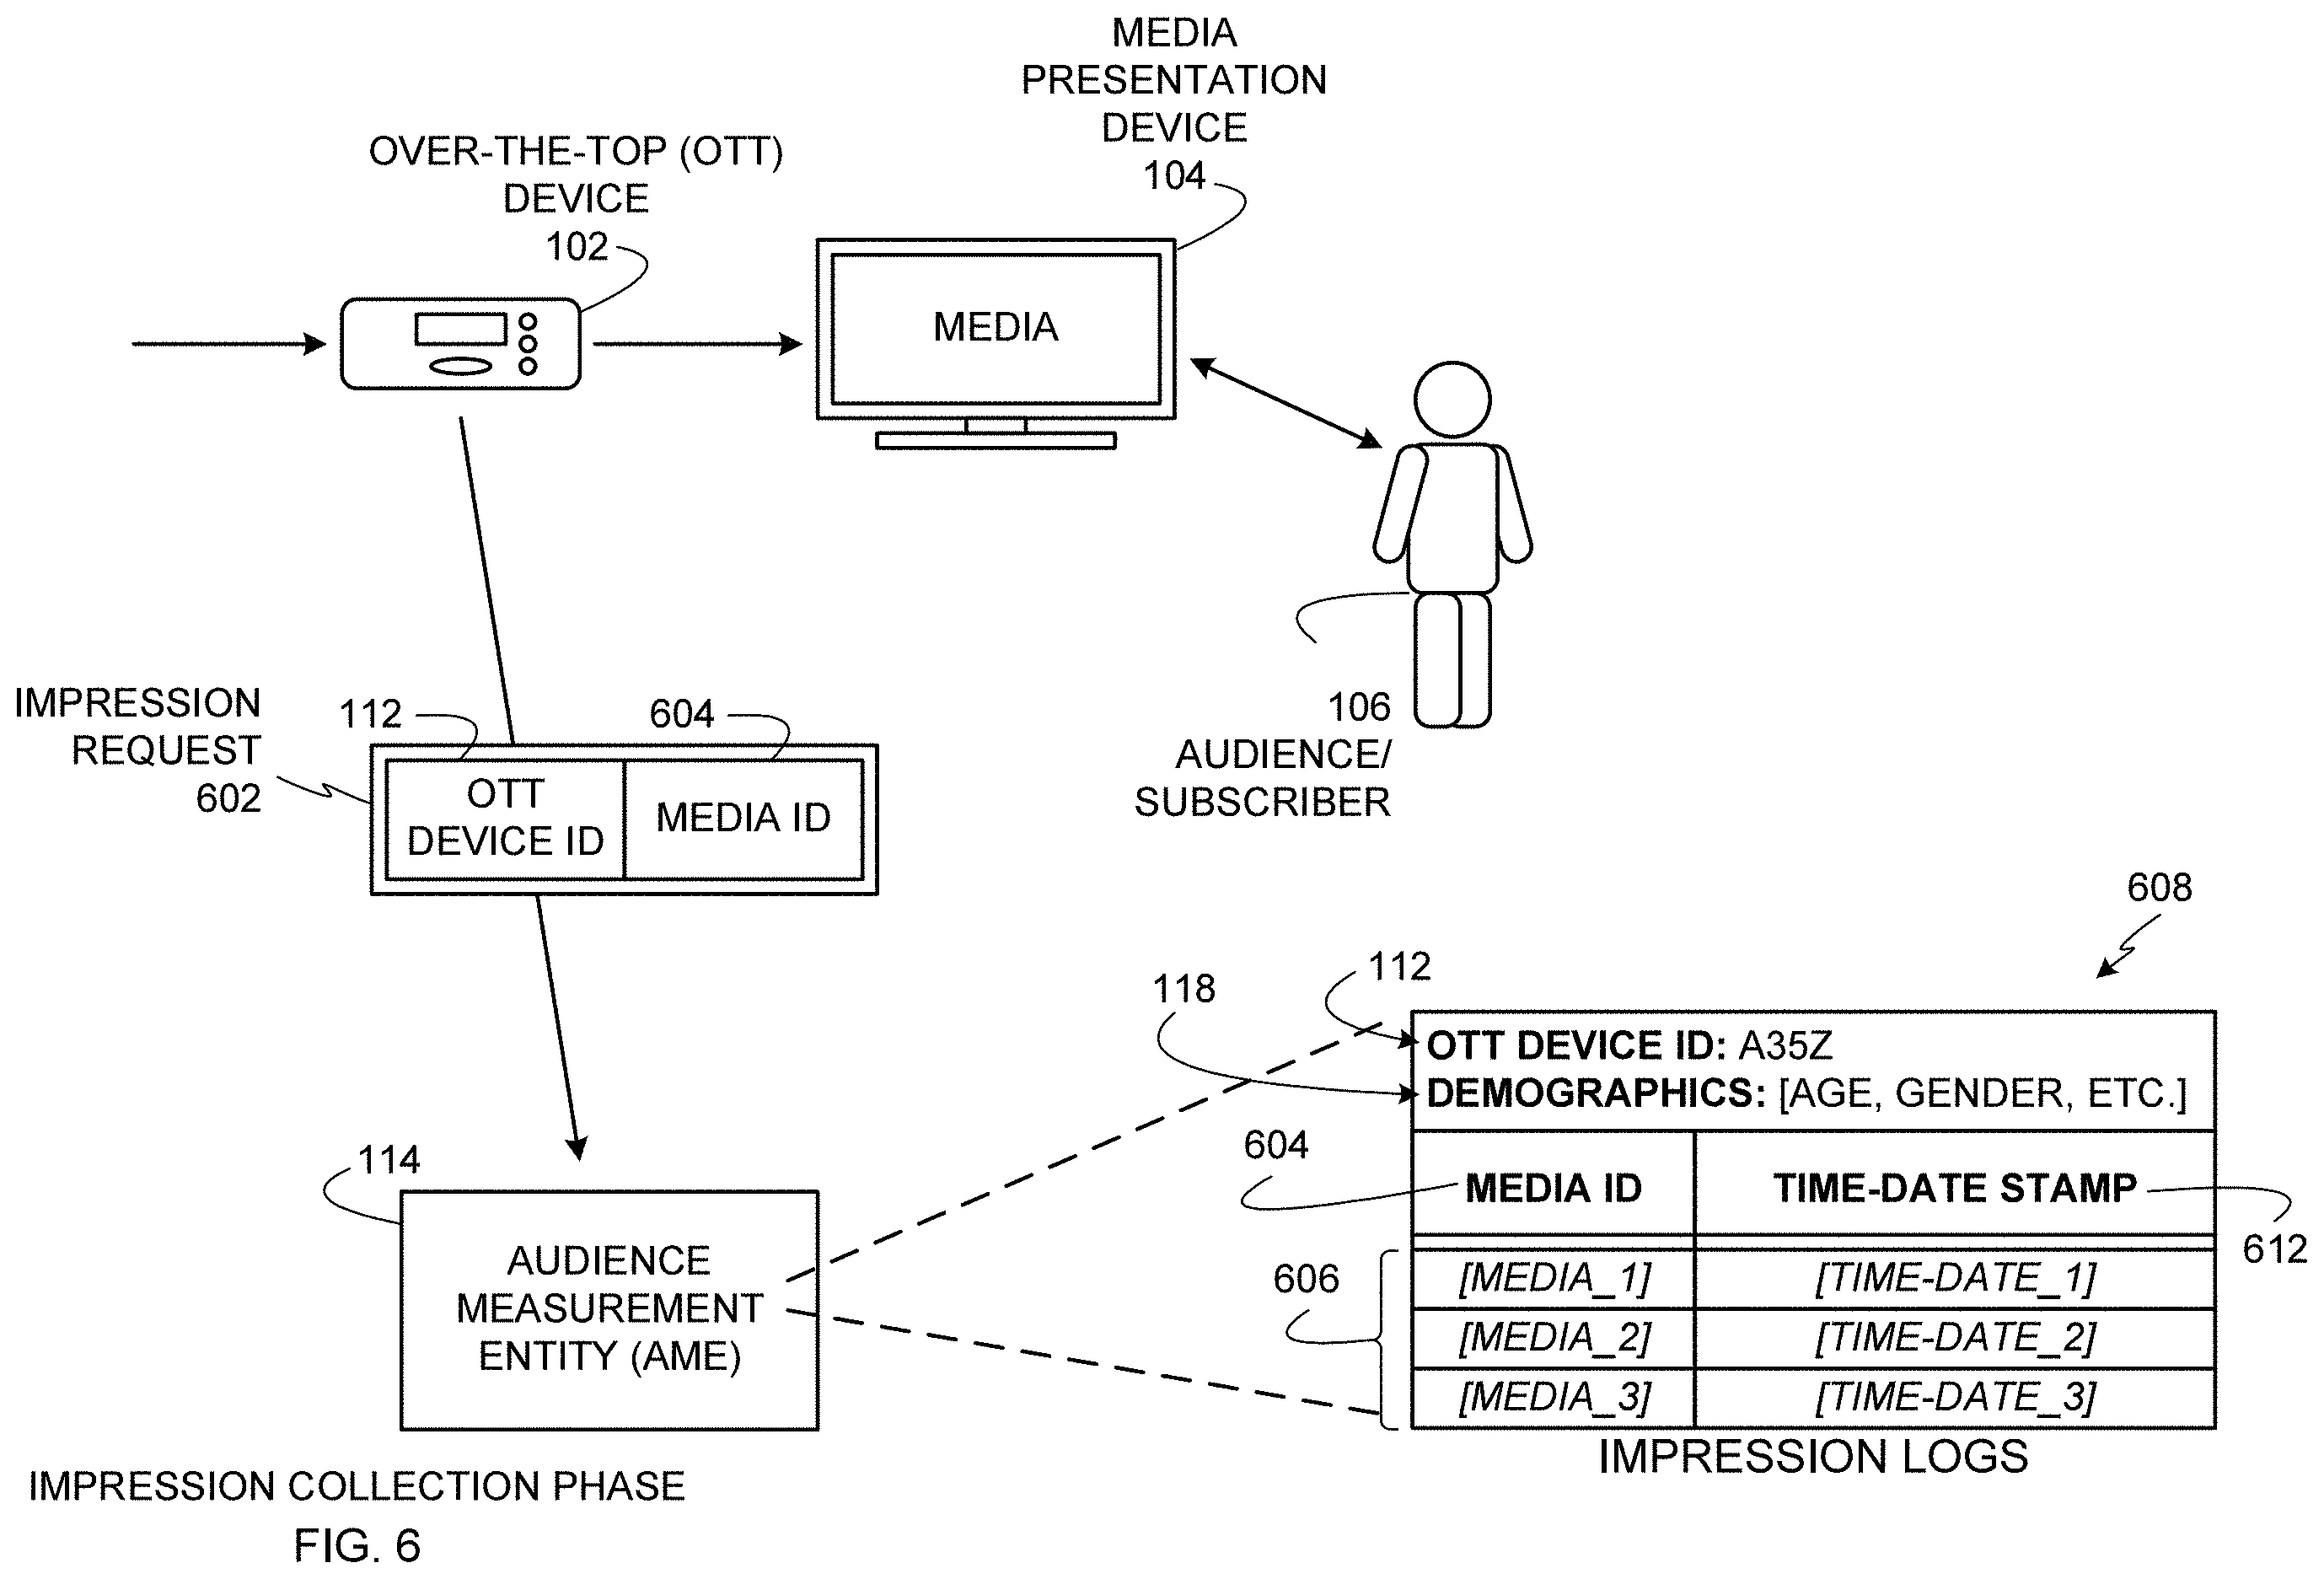 MEDIA
PRESENTATION
DEVICE
104
OVER-THE-TOP (OTT)
DEVICE
102
MEDIA
106
AUDIENCE/
SUBSCRIBER
IMPRESSION
REQUEST
602
112
604
OTT
DEVICE ID
MEDIA ID
114
AUDIENCE
MEASUREMENT
ENTITY (AME)
608
112
118
OTT DEVICE ID: A35Z
DEMOGRAPHICS: [AGE, GENDER, ETC.]
604
MEDIA ID
TIME-DATE STAMP
612
606
[MEDIA_1]
[TIME-DATE_1]
[MEDIA_2]
[TIME-DATE_2]
[MEDIA_3]
[TIME-DATE_3]
IMPRESSION LOGS
IMPRESSION COLLECTION PHASE
FIG. 6